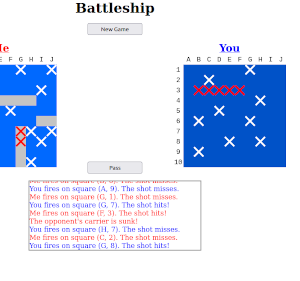 Battleship
New Game
Me
You
E F G H I J
A B C D E F G H I J
1
2
3
4
5
6
7
8
9
10
Pass
You fires on square (A, 9). The shot misses.
Me fires on square (G, 1). The shot misses.
You fires on square (G, 7). The shot hits!
Me fires on square (F, 3). The shot hits!
The opponent's carrier is sunk!
You fires on square (H, 7). The shot misses.
Me fires on square (C, 2). The shot misses.
You fires on square (G, 8). The shot hits!